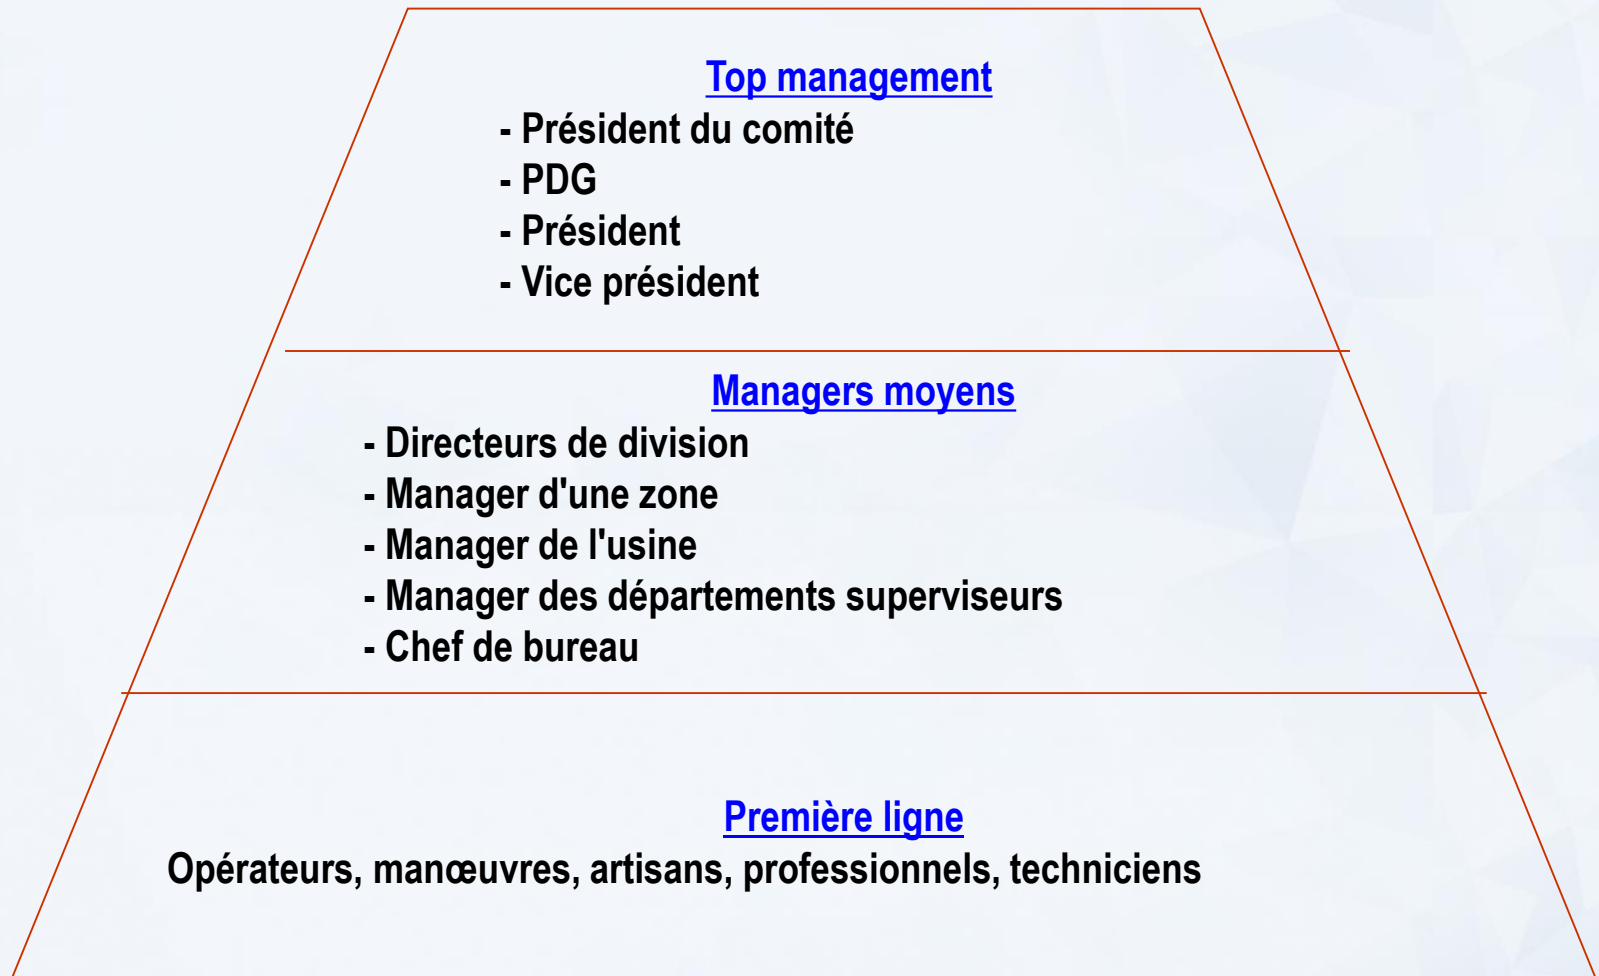 Top management
- Président du comité
- PDG
- Président
- Vice président
Managers moyens
- Directeurs de division
- Manager d'une zone
- Manager de l'usine
- Manager des départements superviseurs
- Chef de bureau
Première ligne
Opérateurs, manœuvres, artisans, professionnels, techniciens